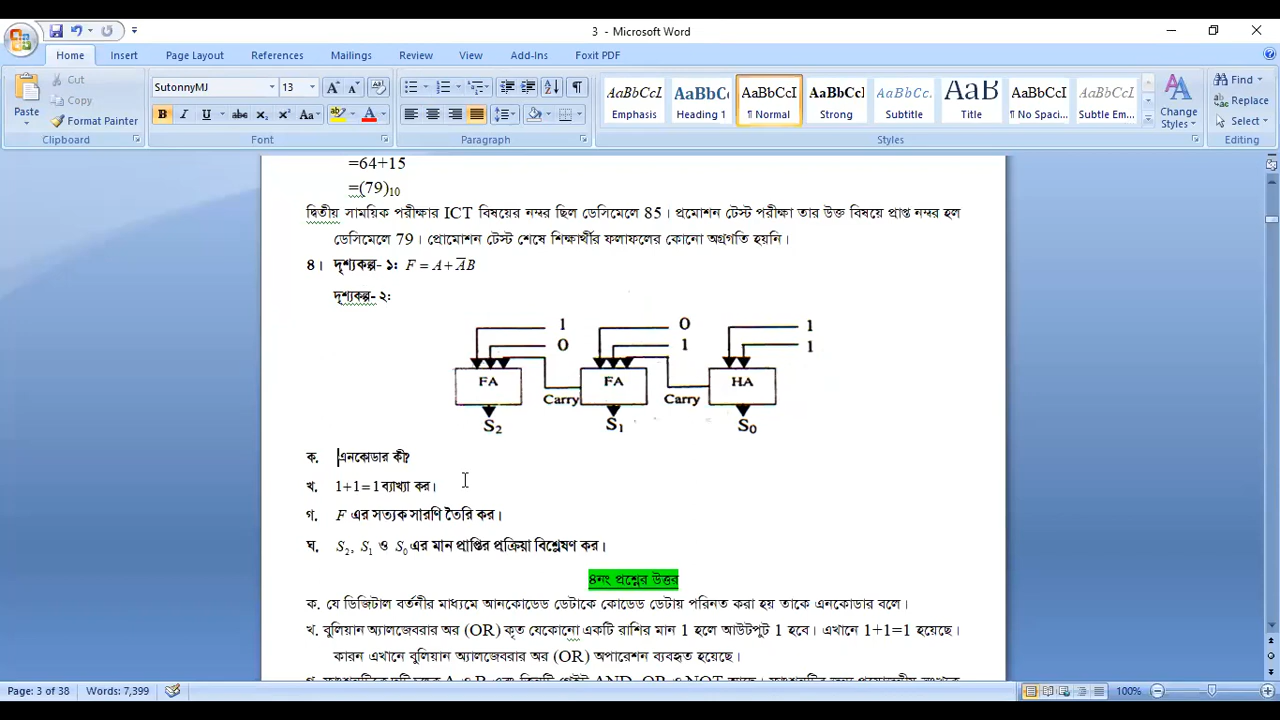 3 - Microsoft Word
Home Insert Page Layout References Mailings Review View Add-Ins Foxit PDF
Paste Cut Copy Format Painter
SutonnyMJ 13
B I U abc x₂ x² Aa A
AaBbCcI AaBbCcI AaBbCcI AaBbCcI AaBbCc. AaB AaBbCcI AaBbCcI
Emphasis Heading 1 ¶ Normal Strong Subtitle Title ¶ No Spaci... Subtle Em...
Change Styles
Find Replace Select
Clipboard Font Paragraph Styles Editing
=64+15
=(79)₁₀
দ্বিতীয় সাময়িক পরীক্ষার ICT বিষয়ের নম্বর ছিল ডেসিমেলে 85। প্রমোশন টেস্ট পরীক্ষা তার উক্ত বিষয়ে প্রাপ্ত নম্বর হল
ডেসিমেলে 79। প্রোমোশন টেস্ট শেষে শিক্ষার্থীর ফলাফলের কোনো অগ্রগতি হয়নি।
৪। দৃশ্যকল্প- ১: F = A + A̅B
দৃশ্যকল্প- ২:
1 0 1
0 1 1
FA FA HA
Carry Carry
S₂ S₁ S₀
ক. এনকোডার কী?
খ. 1+1=1 ব্যাখ্যা কর।
গ. F এর সত্যক সারণি তৈরি কর।
ঘ. S₂, S₁ ও S₀ এর মান প্রাপ্তির প্রক্রিয়া বিশ্লেষণ কর।
৪নং প্রশ্নের উত্তর
ক. যে ডিজিটাল বর্তনীর মাধ্যমে আনকোডেড ডেটাকে কোডেড ডেটায় পরিনত করা হয় তাকে এনকোডার বলে।
খ. বুলিয়ান অ্যালজেবরার অর (OR) কৃত যেকোনো একটি রাশির মান 1 হলে আউটপুট 1 হবে। এখানে 1+1=1 হয়েছে।
কারন এখানে বুলিয়ান অ্যালজেবরার অর (OR) অপারেশন ব্যবহৃত হয়েছে।
Page: 3 of 38 Words: 7,399 100%